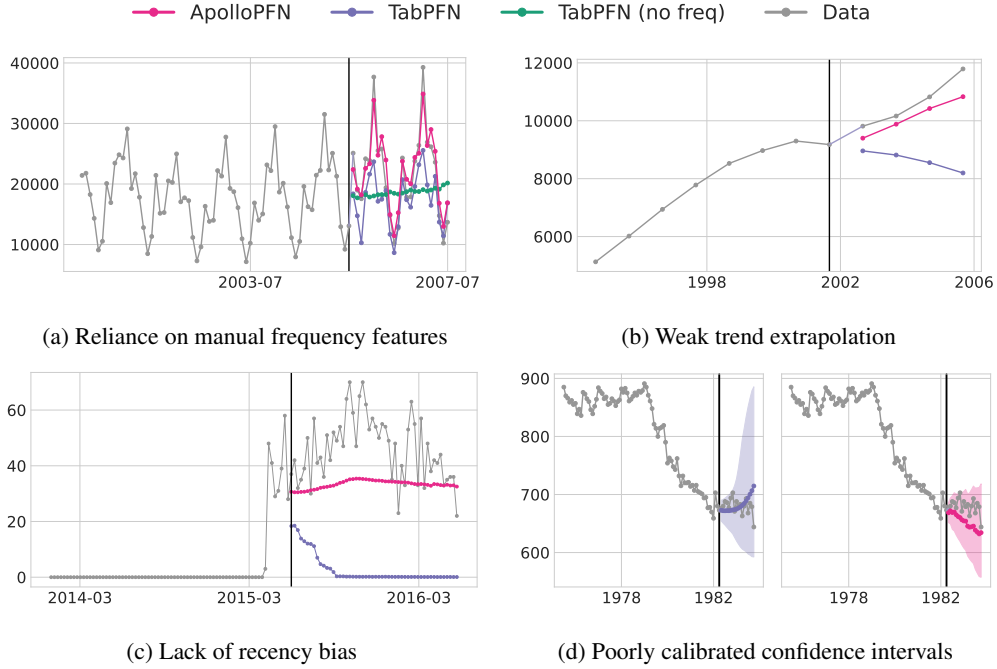 ApolloPFN TabPFN TabPFN (no freq) Data
40000
30000
20000
10000
2003-07 2007-07
(a) Reliance on manual frequency features
12000
10000
8000
6000
1998 2002 2006
(b) Weak trend extrapolation
60
40
20
0
2014-03 2015-03 2016-03
(c) Lack of recency bias
900
800
700
600
1978 1982 1978 1982
(d) Poorly calibrated confidence intervals